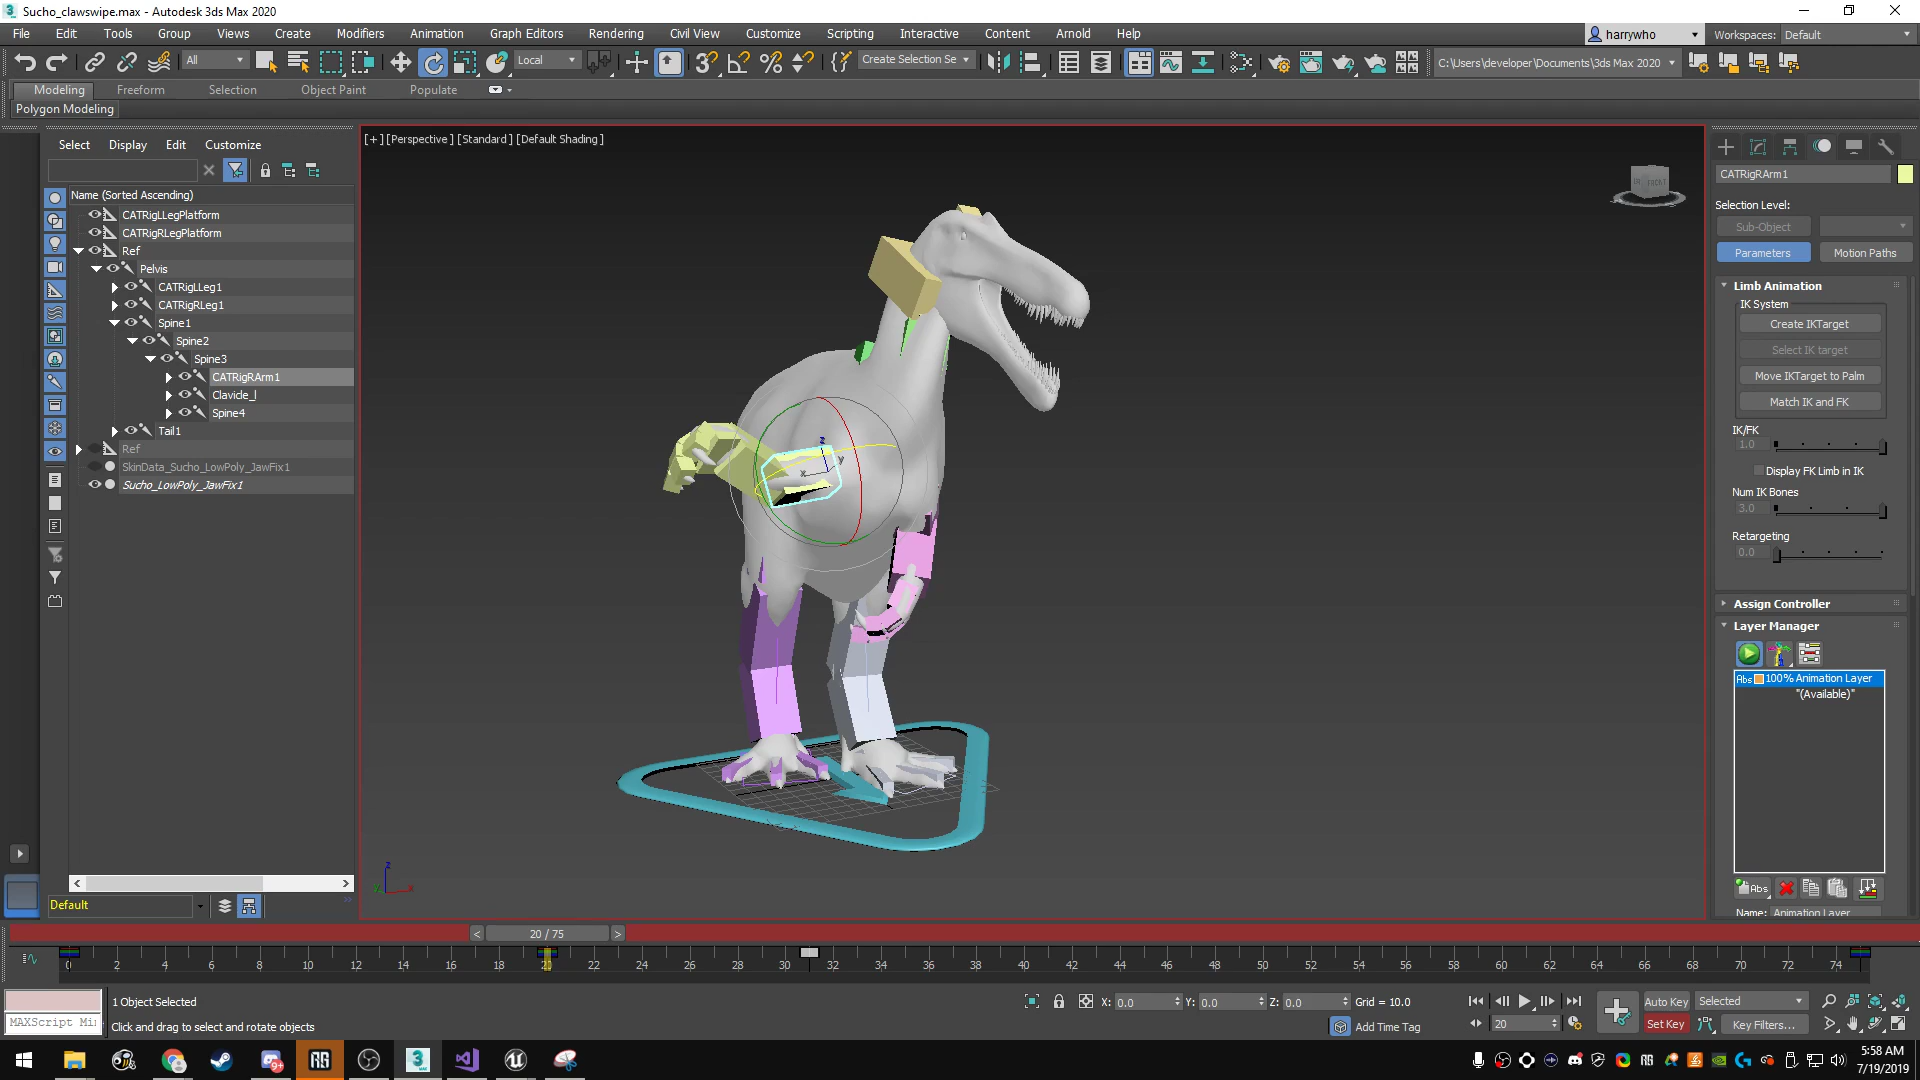 Sucho_clawswipe.max - Autodesk 3ds Max 2020
File Edit Tools Group Views Create Modifiers Animation Graph Editors Rendering Civil View Customize Scripting Interactive Content Arnold Help
harrywho
Workspaces: Default
All
Local
Create Selection Se
C:\Users\developer\Documents\3ds Max 2020
Modeling Freeform Selection Object Paint Populate
Polygon Modeling
Select Display Edit Customize
Name (Sorted Ascending)
CATRigLLegPlatform
CATRigRLegPlatform
Ref
Pelvis
CATRigLLeg1
CATRigRLeg1
Spine1
Spine2
Spine3
CATRigRArm1
Clavicle_l
Spine4
Tail1
Ref
SkinData_Sucho_LowPoly_JawFix1
Sucho_LowPoly_JawFix1
Default
[+] [Perspective] [Standard] [Default Shading]
FRONT
x
y
z
z
x
CATRigRArm1
Selection Level:
Sub-Object
Parameters
Motion Paths
Limb Animation
IK System
Create IKTarget
Select IK target
Move IKTarget to Palm
Match IK and FK
IK/FK
1.0
Display FK Limb in IK
Num IK Bones
3.0
Retargeting
0.0
Assign Controller
Layer Manager
Abs 100% Animation Layer
"(Available)"
Abs
Name: Animation Layer
< 20 / 75 >
0 2 4 6 8 10 12 14 16 18 20 22 24 26 28 30 32 34 36 38 40 42 44 46 48 50 52 54 56 58 60 62 64 66 68 70 72 74
1 Object Selected
MAXScript Mi
Click and drag to select and rotate objects
X: 0.0 Y: 0.0 Z: 0.0 Grid = 10.0
Add Time Tag
20
Auto Key
Selected
Set Key
Key Filters...
5:58 AM
7/19/2019